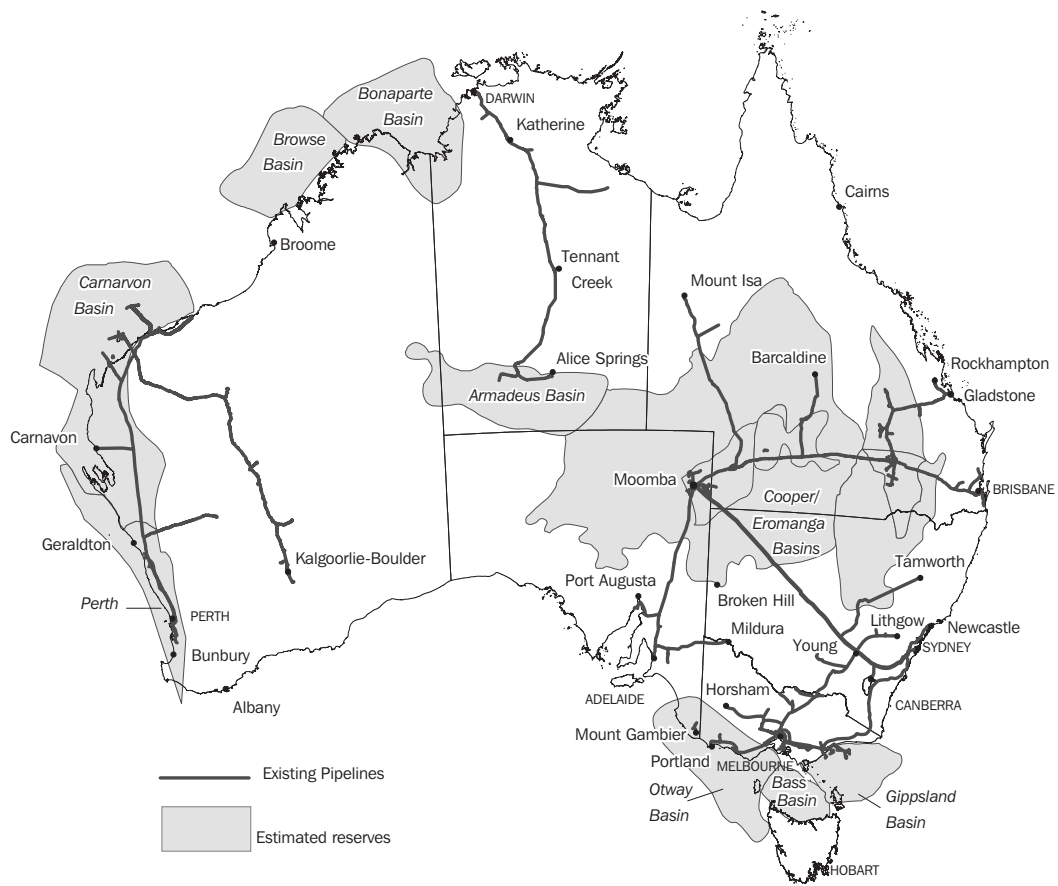 Bonaparte
Basin
DARWIN
Katherine
Browse
Basin
Cairns
Broome
Tennant
Creek
Carnarvon
Basin
Mount Isa
Alice Springs
Barcaldine
Rockhampton
Armadeus Basin
Gladstone
Carnavon
Moomba
BRISBANE
Cooper/
Eromanga
Basins
Geraldton
Kalgoorlie-Boulder
Tamworth
Port Augusta
Perth
PERTH
Broken Hill
Mildura
Lithgow
Newcastle
Young
SYDNEY
Bunbury
Albany
ADELAIDE
Horsham
CANBERRA
Mount Gambier
Portland
MELBOURNE
Existing Pipelines
Otway
Basin
Bass
Basin
Gippsland
Basin
Estimated reserves
HOBART